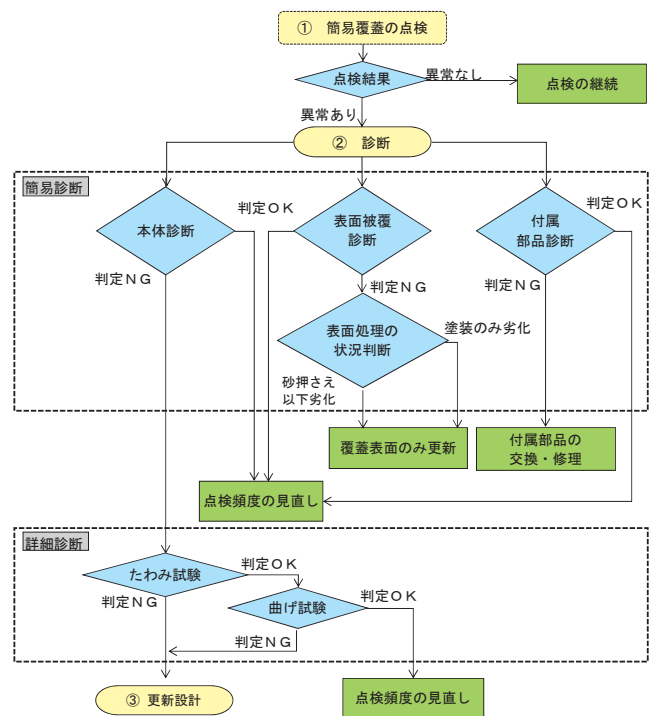 ① 簡易覆蓋の点検
点検結果
異常なし
点検の継続
異常あり
② 診断
簡易診断
本体診断
判定OK
表面被覆
診断
付属
部品診断
判定OK
判定NG
判定NG
判定NG
表面処理の
状況判断
塗装のみ劣化
砂押さえ
以下劣化
覆蓋表面のみ更新
付属部品の
交換・修理
点検頻度の見直し
詳細診断
たわみ試験
判定OK
判定NG
曲げ試験
判定OK
判定NG
③ 更新設計
点検頻度の見直し